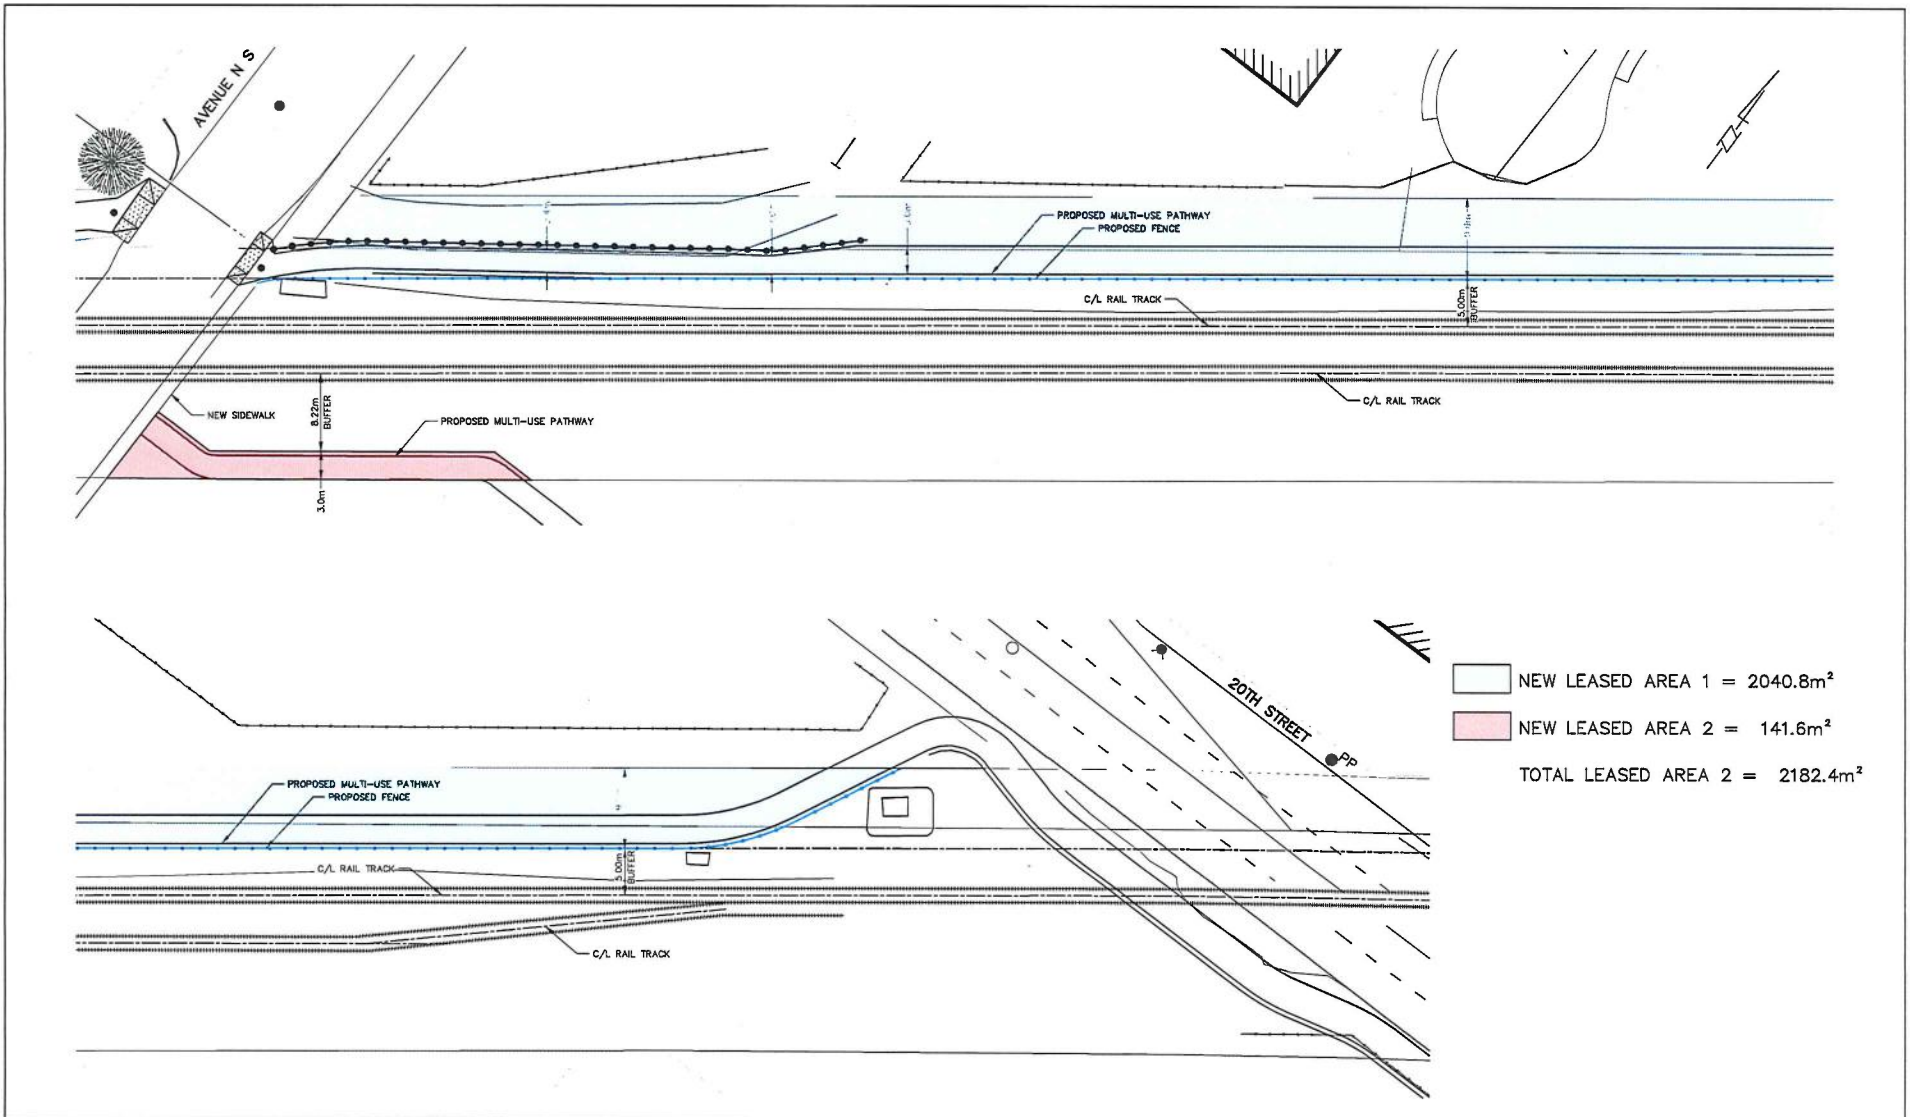 AVENUE N S
PROPOSED MULTI-USE PATHWAY
PROPOSED FENCE
C/L RAIL TRACK
5.00m
BUFFER
C/L RAIL TRACK
NEW SIDEWALK
8.22m
BUFFER
PROPOSED MULTI-USE PATHWAY
3.0m
20TH STREET
PP
PROPOSED MULTI-USE PATHWAY
PROPOSED FENCE
C/L RAIL TRACK
5.00m
BUFFER
C/L RAIL TRACK
NEW LEASED AREA 1 = 2040.8m²
NEW LEASED AREA 2 = 141.6m²
TOTAL LEASED AREA 2 = 2182.4m²